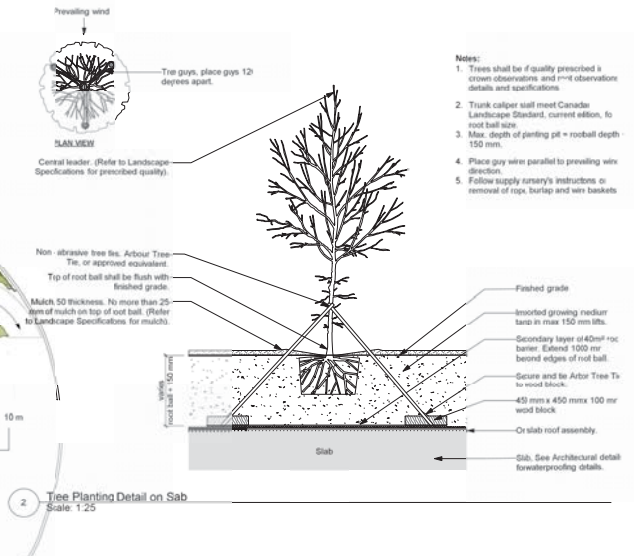 Prevailing wind
Tree guys, place guys 120
degrees apart.
PLAN VIEW
Central leader. (Refer to Landscape
Specifications for prescribed quality).
Non - abrasive tree ties. Arbour Tree
Tie, or approved equivalent.
Top of root ball shall be flush with
finished grade.
Mulch. 50 thickness. No more than 25
mm of mulch on top of root ball. (Refer
to Landscape Specifications for mulch).
varies
root ball + 150 mm
10 m
Notes:
1. Trees shall be of quality prescribed in
crown observations and root observations
details and specifications.
2. Trunk caliper shall meet Canadian
Landscape Standard, current edition, for
root ball size.
3. Max. depth of planting pit = rootball depth
150 mm.
4. Place guy wires parallel to prevailing wind
direction.
5. Follow supply nursery's instructions on
removal of rope, burlap and wire baskets
Finished grade
Imported growing medium
tamp in max 150 mm lifts.
Secondary layer of 40ml root
barrier. Extend 1000 mm
beyond edges of root ball.
Secure and tie Arbor Tree Tie
to wood block.
450 mm x 450 mm x 100 mm
wood block
On slab roof assembly.
Slab
Slab. See Architectural detail
for waterproofing details.
2
Tree Planting Detail on Slab
Scale: 1:25